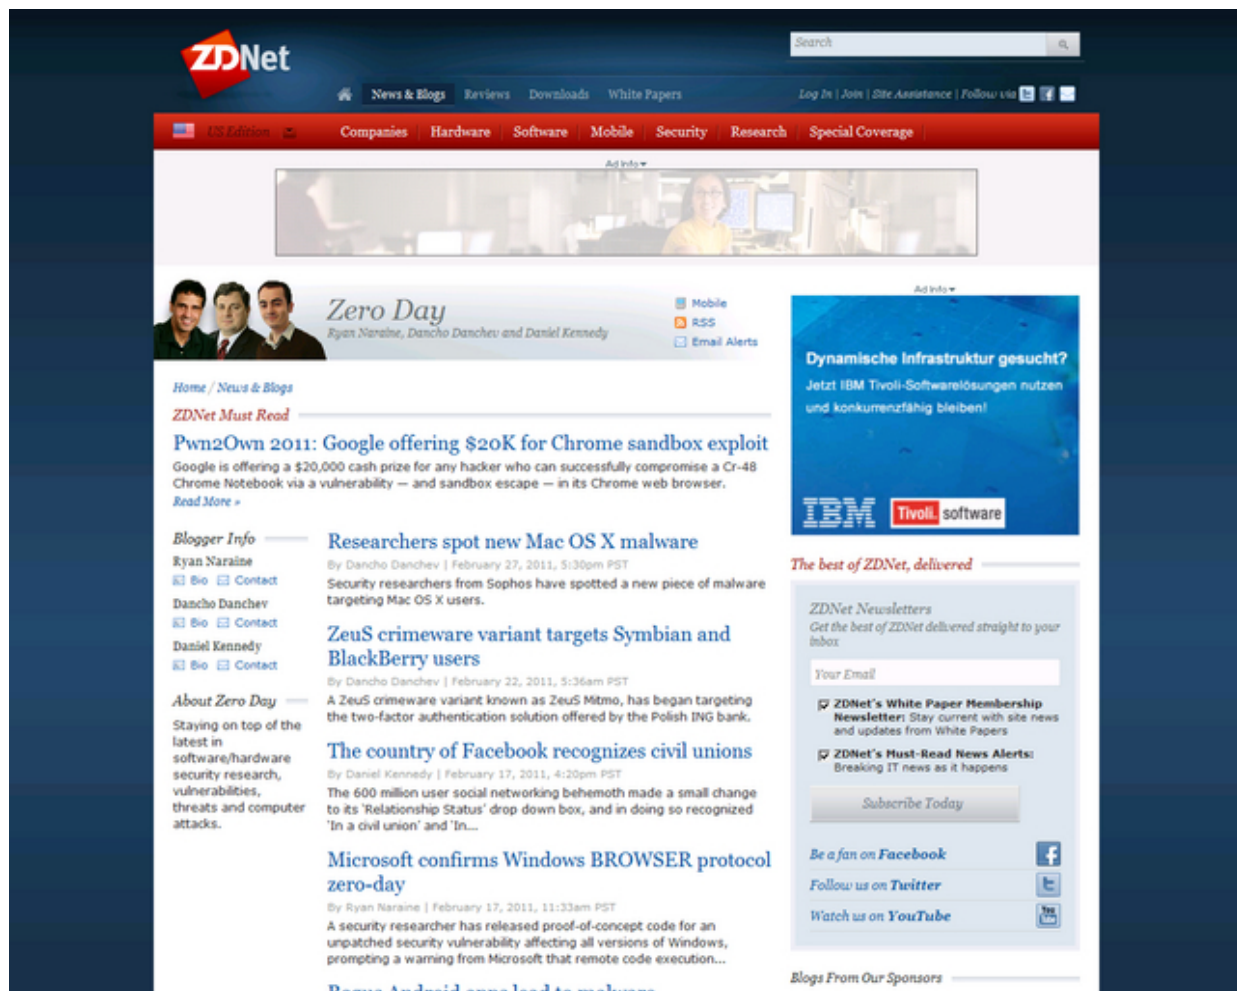 ZDNet
Search
News & Blogs Reviews Downloads White Papers
Log In | Join | Site Assistance | Follow via
US Edition
Companies Hardware Software Mobile Security Research Special Coverage
Ad Info
Zero Day
Ryan Naraine, Dancho Danchev and Daniel Kennedy
Mobile
RSS
Email Alerts
Home / News & Blogs
ZDNet Must Read
Pwn2Own 2011: Google offering $20K for Chrome sandbox exploit
Google is offering a $20,000 cash prize for any hacker who can successfully compromise a Cr-48
Chrome Notebook via a vulnerability — and sandbox escape — in its Chrome web browser.
Read More »
Blogger Info
Ryan Naraine
Bio Contact
Dancho Danchev
Bio Contact
Daniel Kennedy
Bio Contact
About Zero Day
Staying on top of the
latest in
software/hardware
security research,
vulnerabilities,
threats and computer
attacks.
Researchers spot new Mac OS X malware
By Dancho Danchev | February 27, 2011, 5:30pm PST
Security researchers from Sophos have spotted a new piece of malware
targeting Mac OS X users.
ZeuS crimeware variant targets Symbian and
BlackBerry users
By Dancho Danchev | February 22, 2011, 5:36am PST
A ZeuS crimeware variant known as ZeuS Mitmo, has began targeting
the two-factor authentication solution offered by the Polish ING bank.
The country of Facebook recognizes civil unions
By Daniel Kennedy | February 17, 2011, 4:20pm PST
The 600 million user social networking behemoth made a small change
to its 'Relationship Status' drop down box, and in doing so recognized
'In a civil union' and 'In...
Microsoft confirms Windows BROWSER protocol
zero-day
By Ryan Naraine | February 17, 2011, 11:33am PST
A security researcher has released proof-of-concept code for an
unpatched security vulnerability affecting all versions of Windows,
prompting a warning from Microsoft that remote code execution...
Rogue Android apps lead to malware
Ad Info
Dynamische Infrastruktur gesucht?
Jetzt IBM Tivoli-Softwarelösungen nutzen
und konkurrenzfähig bleiben!
IBM Tivoli. software
The best of ZDNet, delivered
ZDNet Newsletters
Get the best of ZDNet delivered straight to your
inbox
Your Email
ZDNet's White Paper Membership
Newsletter: Stay current with site news
and updates from White Papers
ZDNet's Must-Read News Alerts:
Breaking IT news as it happens
Subscribe Today
Be a fan on Facebook
Follow us on Twitter
Watch us on YouTube
You
Blogs From Our Sponsors